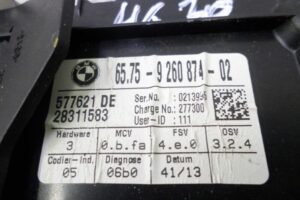 65.75 - 9 260 874 - 02
577621 DE
28311583
Ser.No. :
Charge No.: 277300
User-ID : 111
Hardware MCV FSV OSV
3 0.b.fa 4.e.0 3.2.4
Codier-Ind. Diagnose Datum
05 06b0 41/13